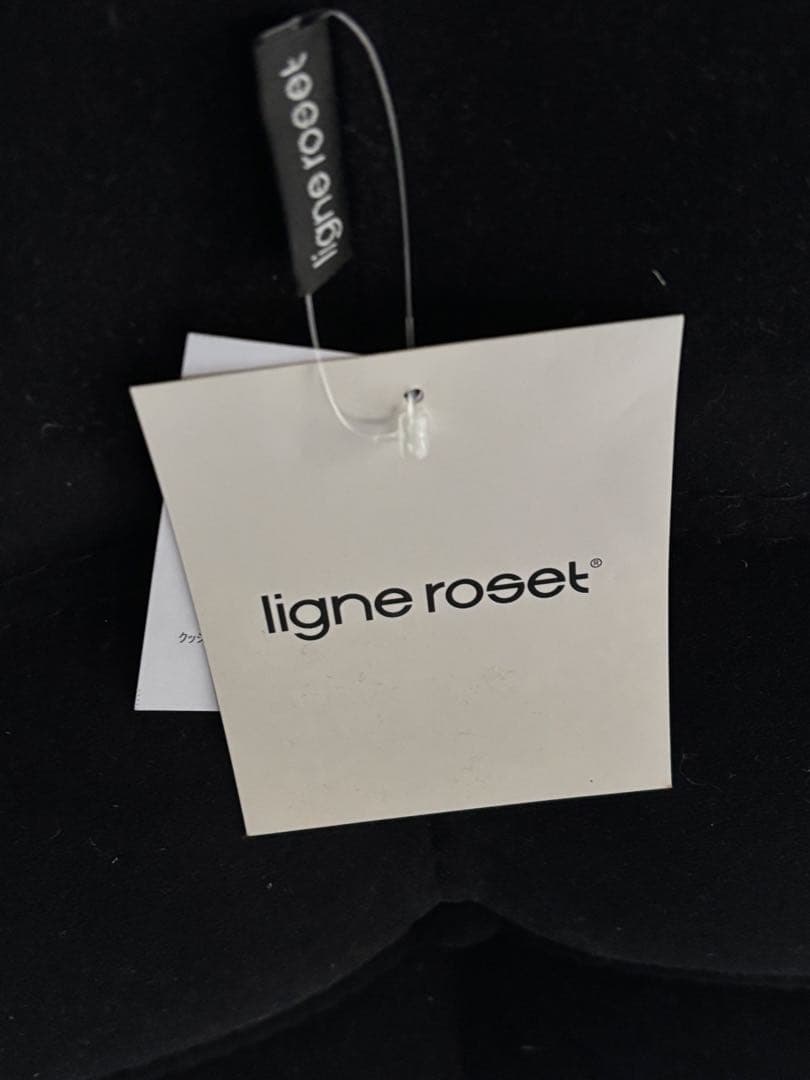 ligne roset
ligne roset®
クッシ